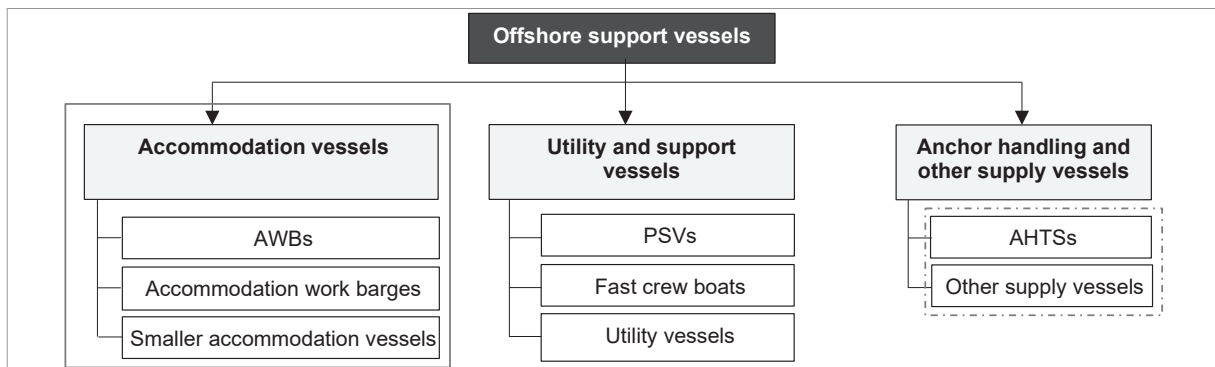 Offshore support vessels
Accommodation vessels
Utility and support
vessels
Anchor handling and
other supply vessels
AWBs
Accommodation work barges
Smaller accommodation vessels
PSVs
Fast crew boats
Utility vessels
AHTSs
Other supply vessels